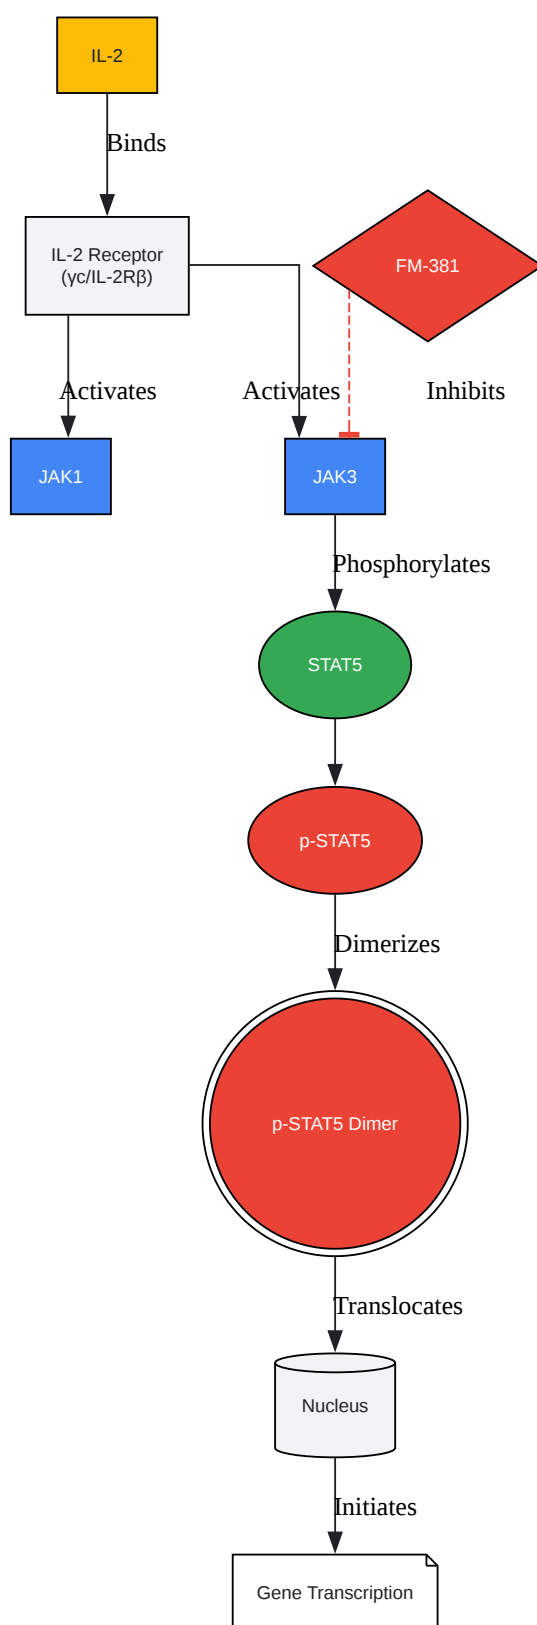 IL-2
Binds
IL-2 Receptor
(γc/IL-2Rβ)
FM-381
Activates
Activates
Inhibits
JAK1
JAK3
Phosphorylates
STAT5
p-STAT5
Dimerizes
p-STAT5 Dimer
Translocates
Nucleus
Initiates
Gene Transcription